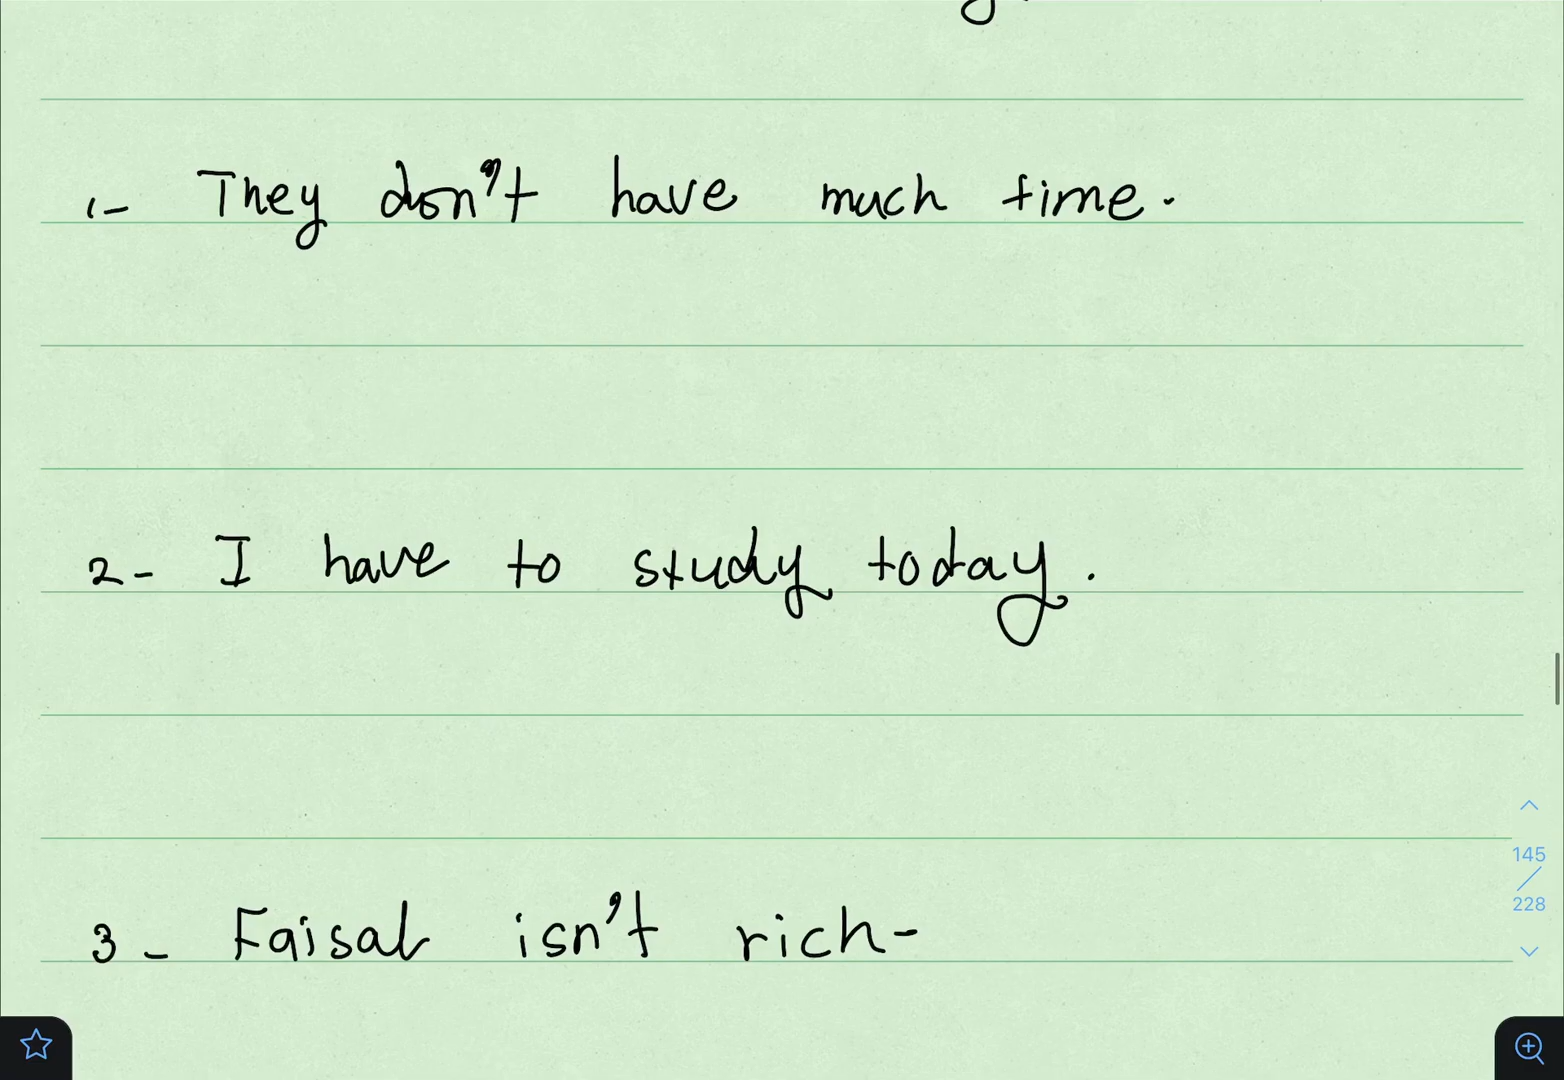 1- They don't have much time.
2- I have to study today.
3- Faisal isn't rich-
145
/
228